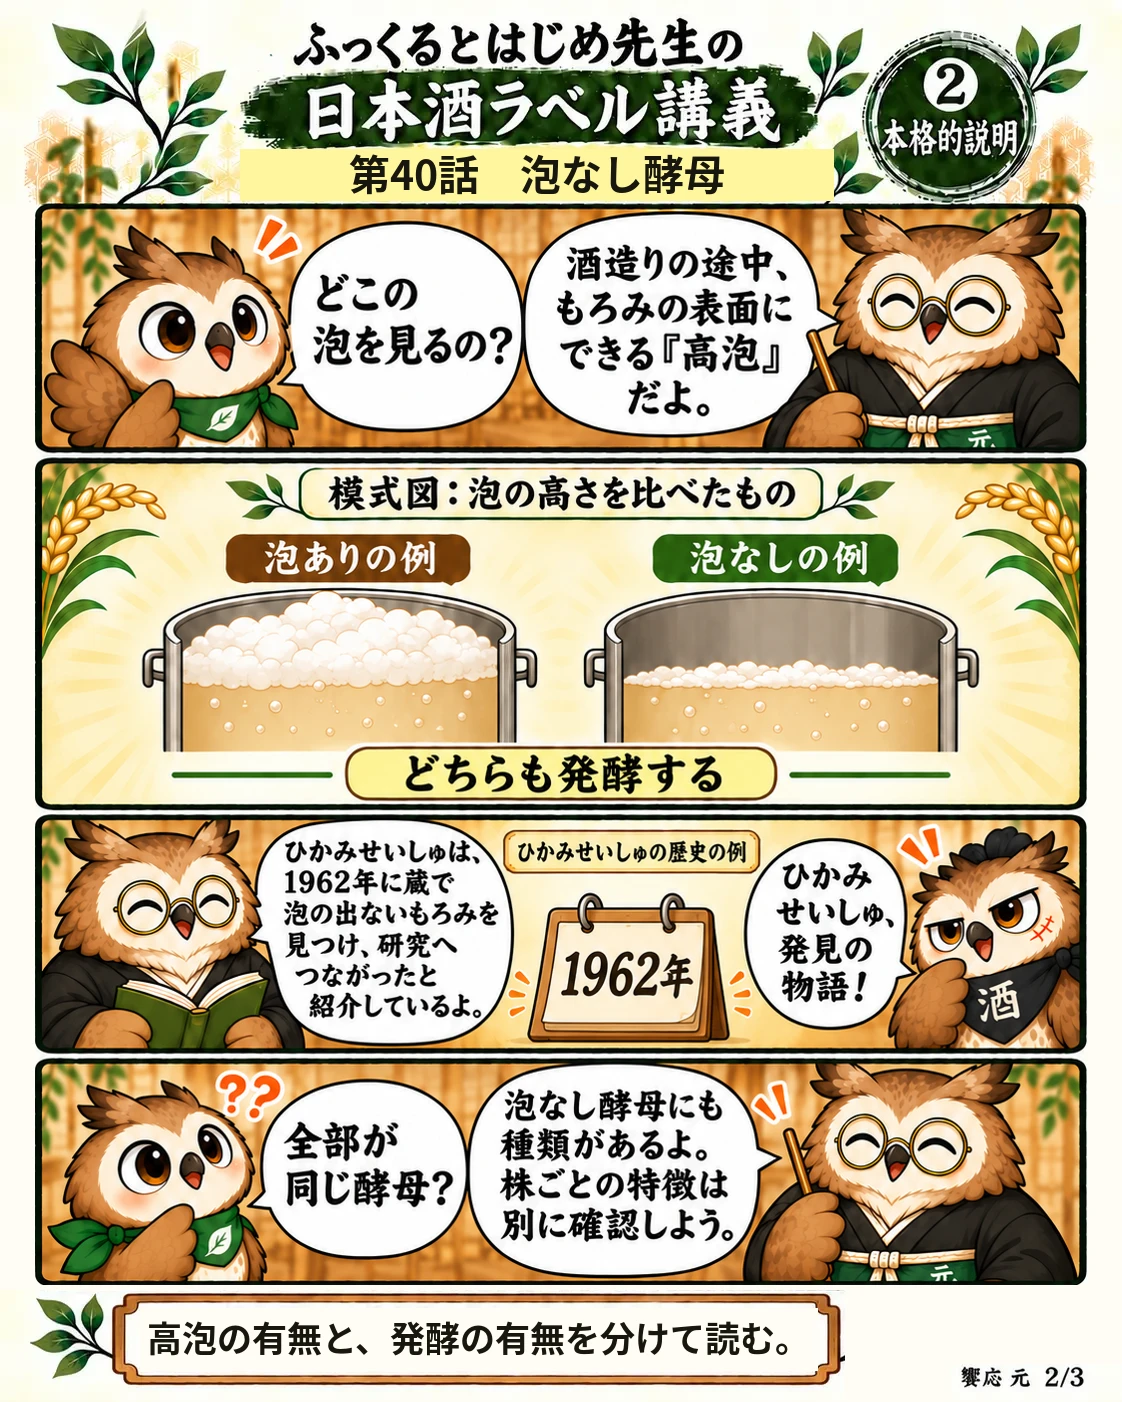 ふっくるとはじめ先生の
日本酒ラベル講義
第40話 泡なし酵母
2
本格的説明
どこの
泡を見るの?
酒造りの途中、
もろみの表面に
できる『高泡』
だよ。
元
模式図:泡の高さを比べたもの
泡ありの例
泡なしの例
どちらも発酵する
ひかみせいしゅは、
1962年に蔵で
泡の出ないもろみを
見つけ、研究へ
つながったと
紹介しているよ。
ひかみせいしゅの歴史の例
1962年
ひかみ
せいしゅ、
発見の
物語!
酒
??
全部が
同じ酵母?
泡なし酵母にも
種類があるよ。
株ごとの特徴は
別に確認しよう。
元
高泡の有無と、発酵の有無を分けて読む。
饗応 元 2/3